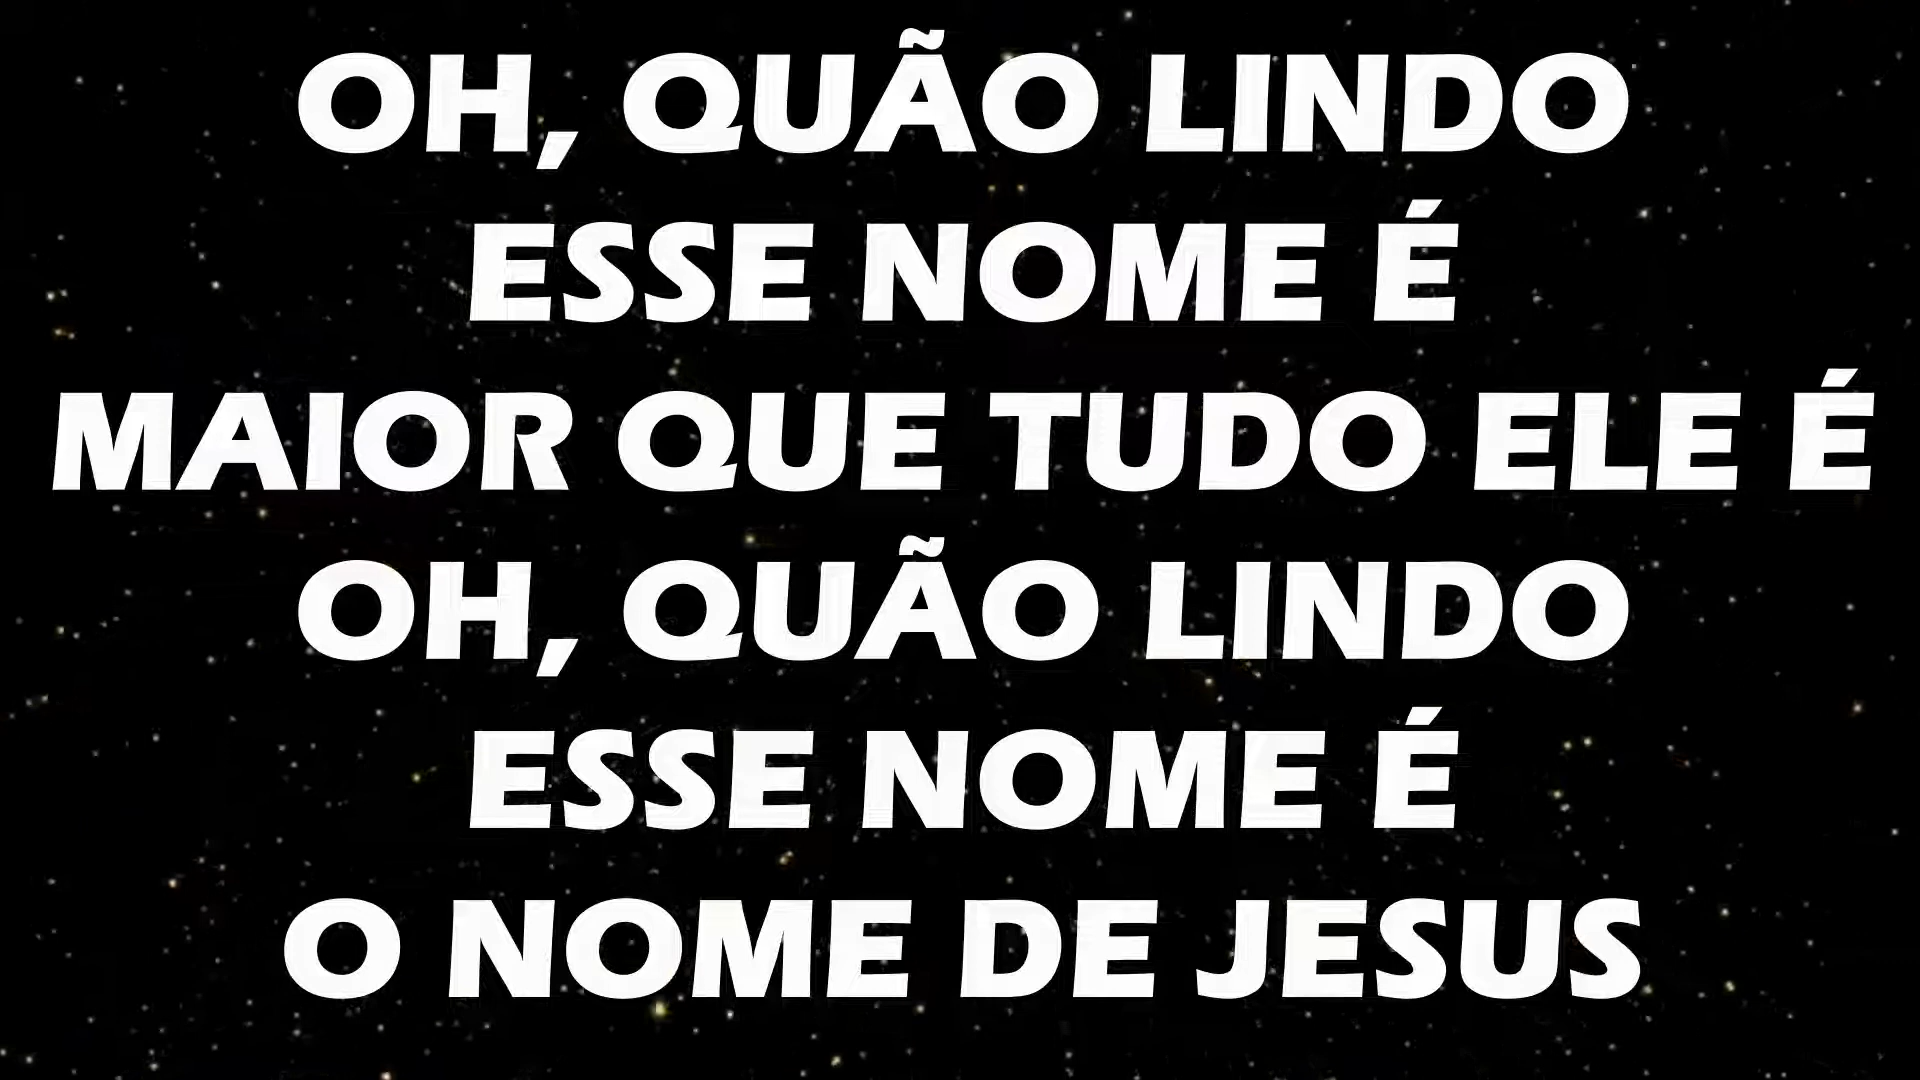 OH, QUÃO LINDO
ESSE NOME É
MAIOR QUE TUDO ELE É
OH, QUÃO LINDO
ESSE NOME É
O NOME DE JESUS